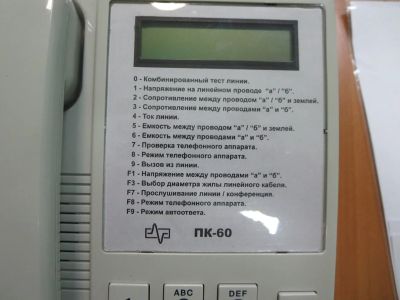 0 - Комбинированный тест линии.
1 - Напряжение на линейном проводе "а" / "б".
2 - Сопротивление между проводом "а" / "б" и землей.
3 - Сопротивление между проводами "а" и "б".
4 - Ток линии.
5 - Емкость между проводом "а" / "б" и землей.
6 - Емкость между проводами "а" и "б".
7 - Проверка телефонного аппарата.
8 - Режим телефонного аппарата.
9 - Вызов из линии.
F1 - Напряжение между проводами "а" и "б".
F3 - Выбор диаметра жилы линейного кабеля.
F7 - Прослушивание линии / конференция.
F8 - Режим телефонного аппарата.
F9 - Режим автоответа.
ПК-60
ABC DEF